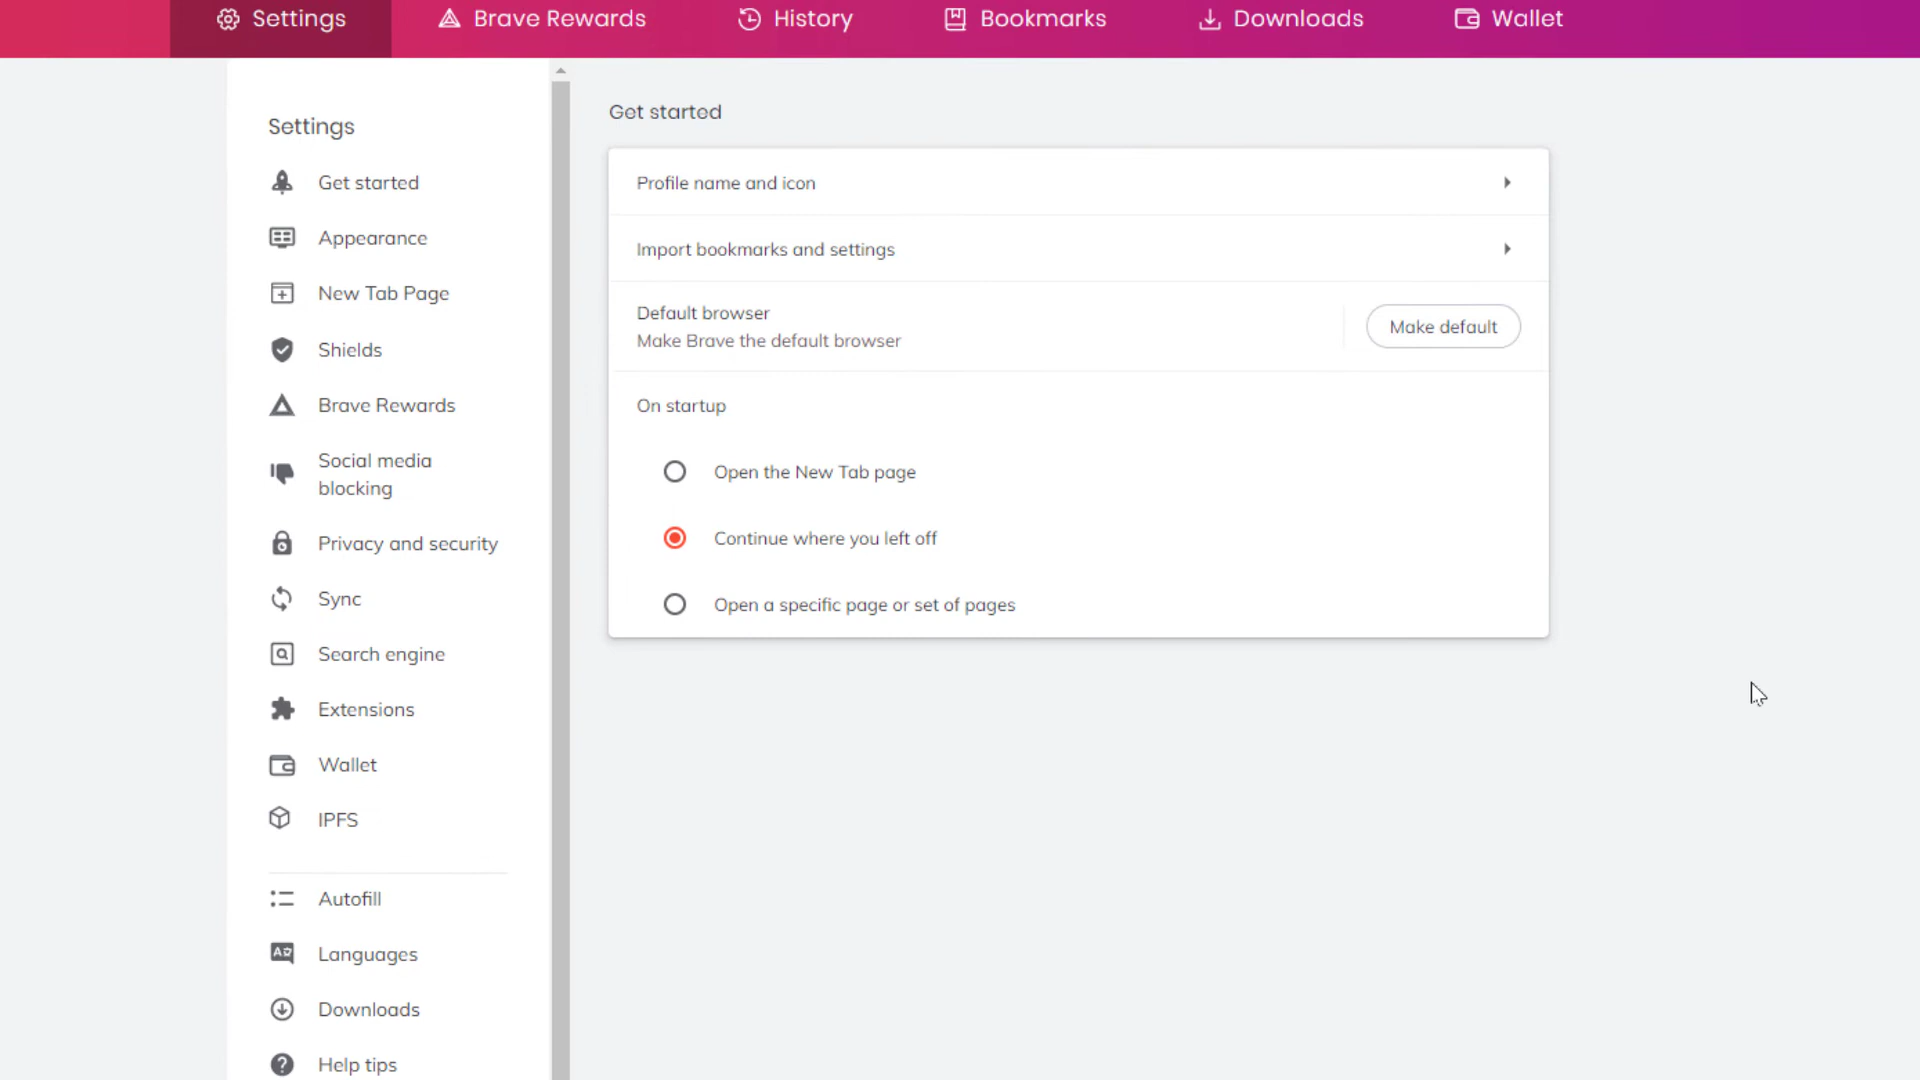 Settings
Brave Rewards
History
Bookmarks
Downloads
Wallet
Settings
Get started
Appearance
New Tab Page
Shields
Brave Rewards
Social media
blocking
Privacy and security
Sync
Search engine
Extensions
Wallet
IPFS
Autofill
Languages
Downloads
Help tips
Get started
Profile name and icon
Import bookmarks and settings
Default browser
Make Brave the default browser
Make default
On startup
Open the New Tab page
Continue where you left off
Open a specific page or set of pages